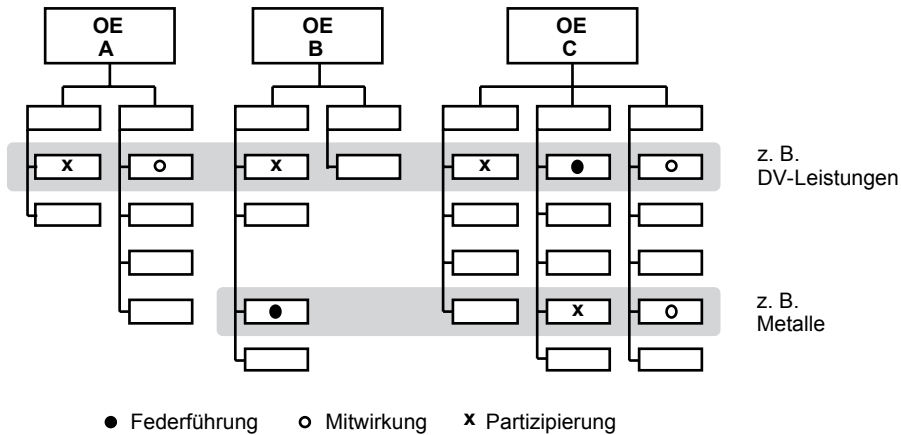 OE
A
OE
B
OE
C
x
x
x
z. B.
DV-Leistungen
x
z. B.
Metalle
Federführung
Mitwirkung
x Partizipierung